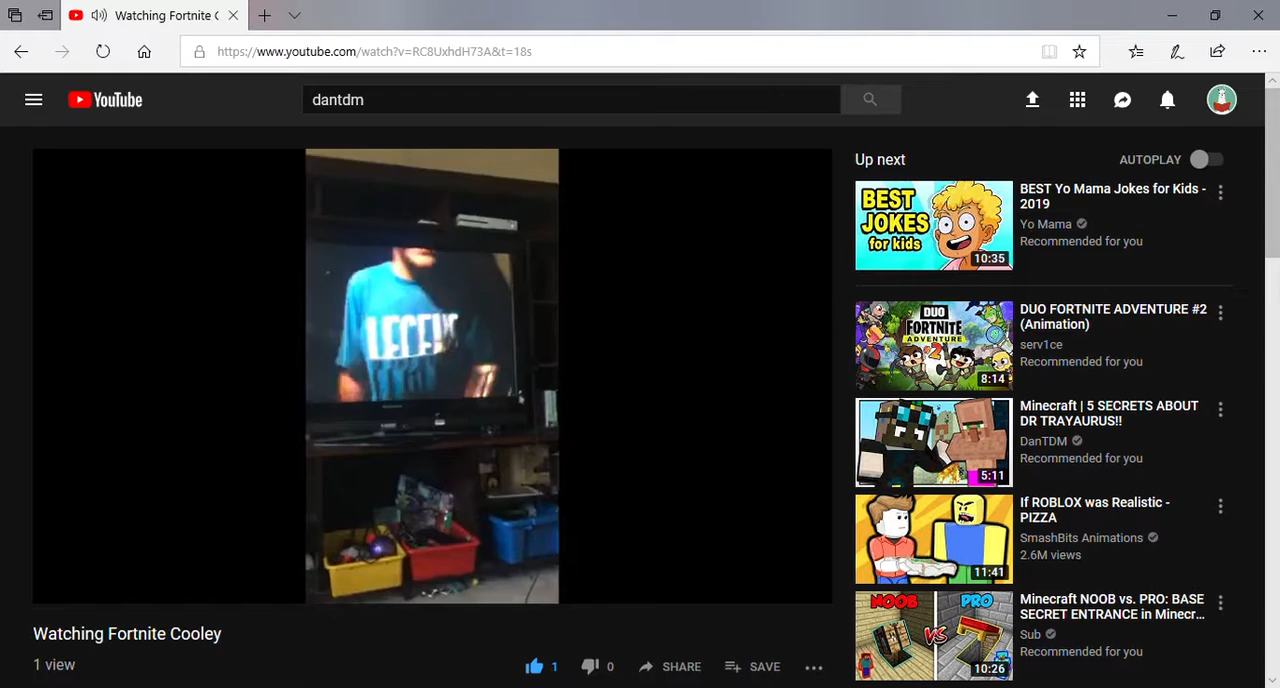 Watching Fortnite C
https://www.youtube.com/watch?v=RC8UxhdH73A&t=18s
YouTube
dantdm
LEGEND
Up next
AUTOPLAY
BEST JOKES for kids
10:35
BEST Yo Mama Jokes for Kids -
2019
Yo Mama
Recommended for you
DUO
FORTNITE
ADVENTURE
2
8:14
DUO FORTNITE ADVENTURE #2
(Animation)
serv1ce
Recommended for you
5:11
Minecraft | 5 SECRETS ABOUT
DR TRAYAURUS!!
DanTDM
Recommended for you
11:41
If ROBLOX was Realistic -
PIZZA
SmashBits Animations
2.6M views
NOOB VS PRO
10:26
Minecraft NOOB vs. PRO: BASE
SECRET ENTRANCE in Minecr...
Sub
Recommended for you
Watching Fortnite Cooley
1 view
1
0
SHARE
SAVE